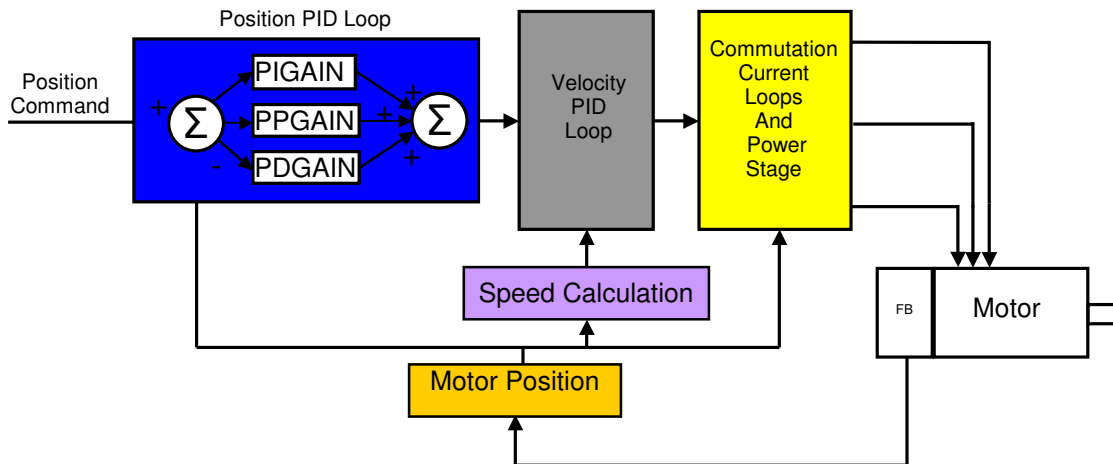 Position PID Loop
Position
Command
+
Σ
-
PIGAIN
PPGAIN
PDGAIN
+
+
+
Σ
Velocity
PID
Loop
Commutation
Current
Loops
And
Power
Stage
Speed Calculation
Motor Position
FB
Motor